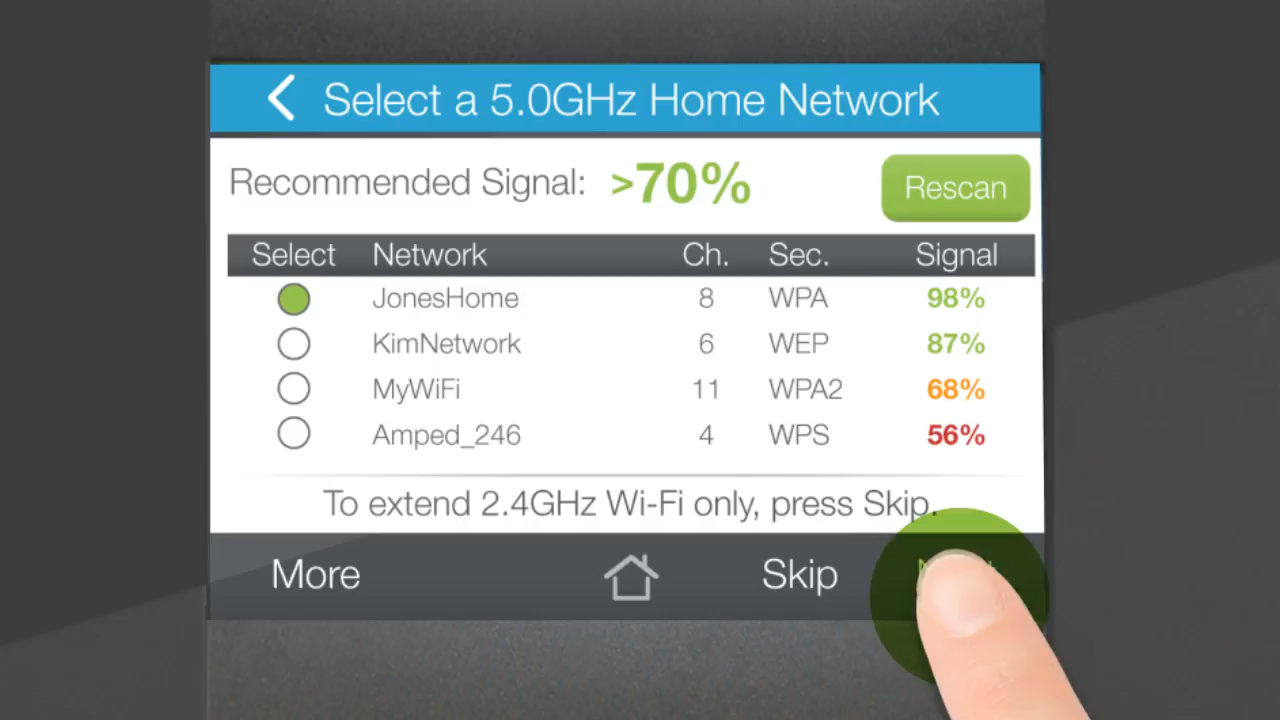 Select a 5.0GHz Home Network
Recommended Signal: >70% Rescan
Select Network Ch. Sec. Signal
JonesHome 8 WPA 98%
KimNetwork 6 WEP 87%
MyWiFi 11 WPA2 68%
Amped_246 4 WPS 56%
To extend 2.4GHz Wi-Fi only, press Skip.
More Skip